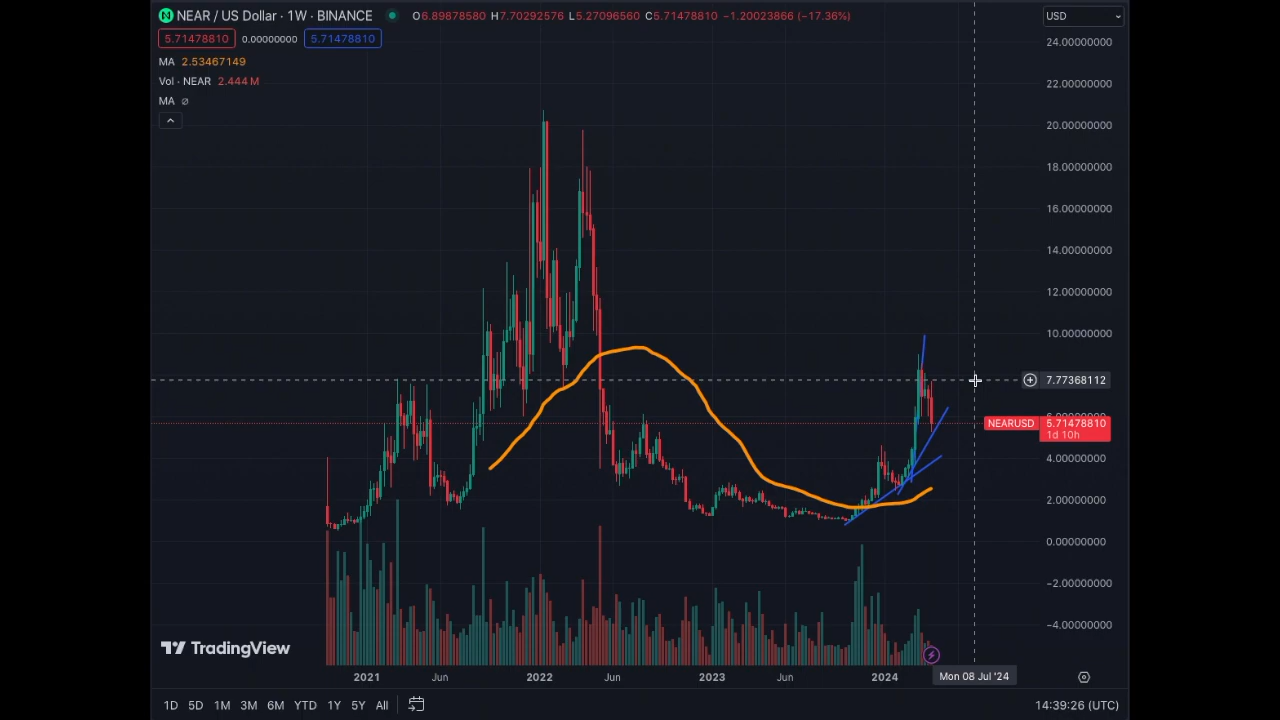 NEAR / US Dollar · 1W · BINANCE O6.89878580 H7.70292576 L5.27096560 C5.71478810 −1.20023866 (−17.36%)
USD
5.71478810 0.00000000 5.71478810
MA 2.53467149
Vol · NEAR 2.444 M
MA ∅
24.00000000
22.00000000
20.00000000
18.00000000
16.00000000
14.00000000
12.00000000
10.00000000
7.77368112
6.00000000
NEARUSD 5.71478810
1d 10h
4.00000000
2.00000000
0.00000000
−2.00000000
−4.00000000
TradingView
2021 Jun 2022 Jun 2023 Jun 2024 Mon 08 Jul '24
1D 5D 1M 3M 6M YTD 1Y 5Y All 14:39:26 (UTC)